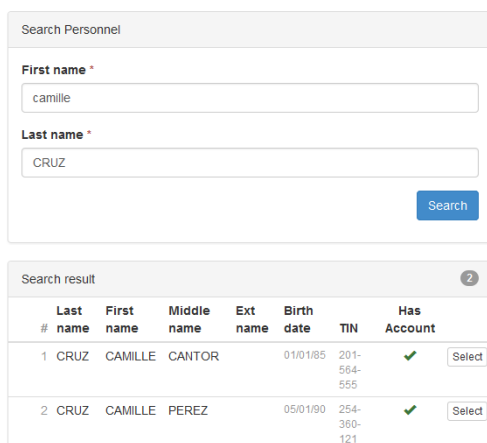 Search Personnel
First name *
camille
Last name *
CRUZ
Search
Search result 2
# Last name First name Middle name Ext name Birth date TIN Has Account
1 CRUZ CAMILLE CANTOR 01/01/85 201-564-555 Select
2 CRUZ CAMILLE PEREZ 05/01/90 254-360-121 Select